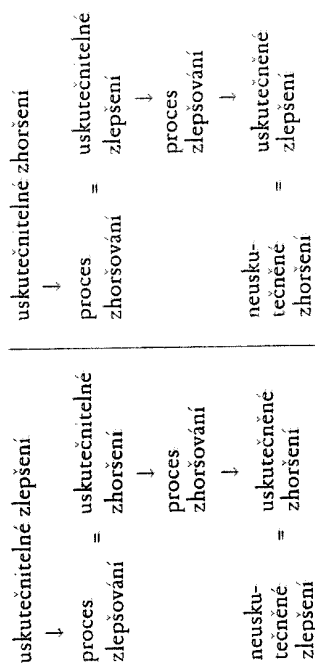 uskutečnitelné zlepšení
↓
proces = uskutečnitelné
zlepšování zhoršení
↓
proces
zhoršování
↓
neusku-
tečněné = uskutečněné
zlepšení zhoršení
uskutečnitelné zhoršení
↓
proces = uskutečnitelné
zhoršování zlepšení
↓
proces
zlepšování
↓
neusku-
tečněné = uskutečněné
zhoršení zlepšení